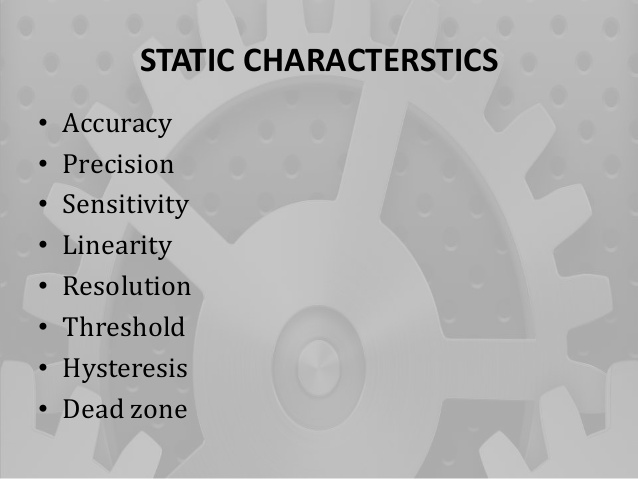 STATIC CHARACTERSTICS
• Accuracy
• Precision
• Sensitivity
• Linearity
• Resolution
• Threshold
• Hysteresis
• Dead zone